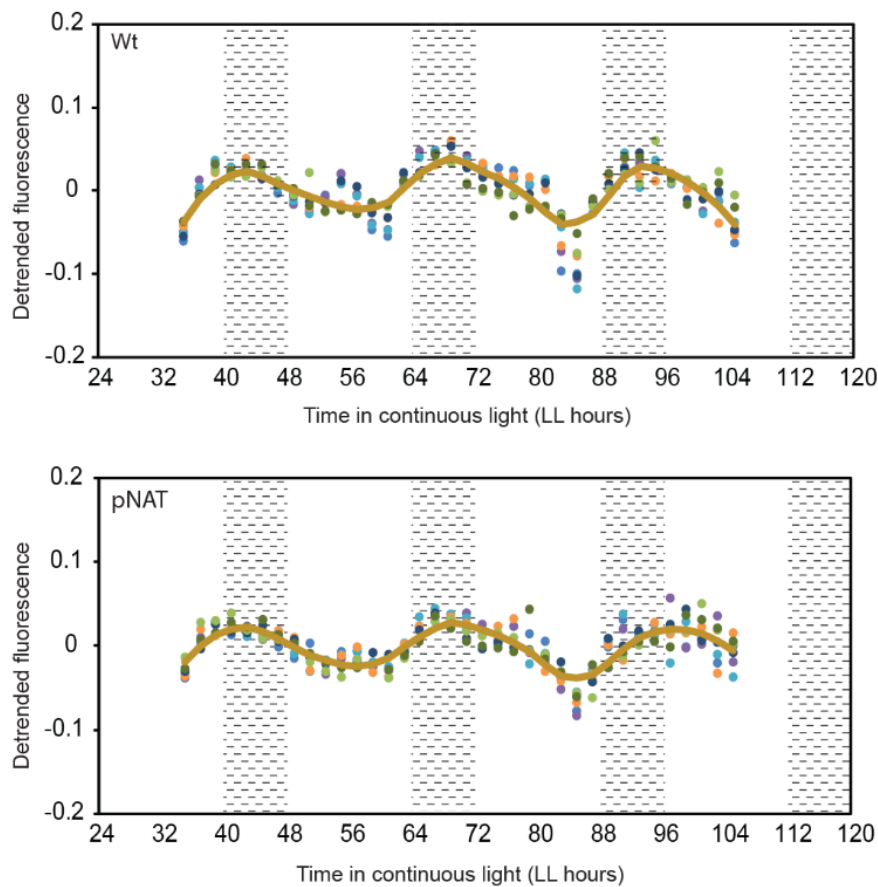 0.2
Wt
0.1
0
-0.1
-0.2
Detrended fluorescence
24 32 40 48 56 64 72 80 88 96 104 112 120
Time in continuous light (LL hours)
0.2
pNAT
0.1
0
-0.1
-0.2
Detrended fluorescence
24 32 40 48 56 64 72 80 88 96 104 112 120
Time in continuous light (LL hours)